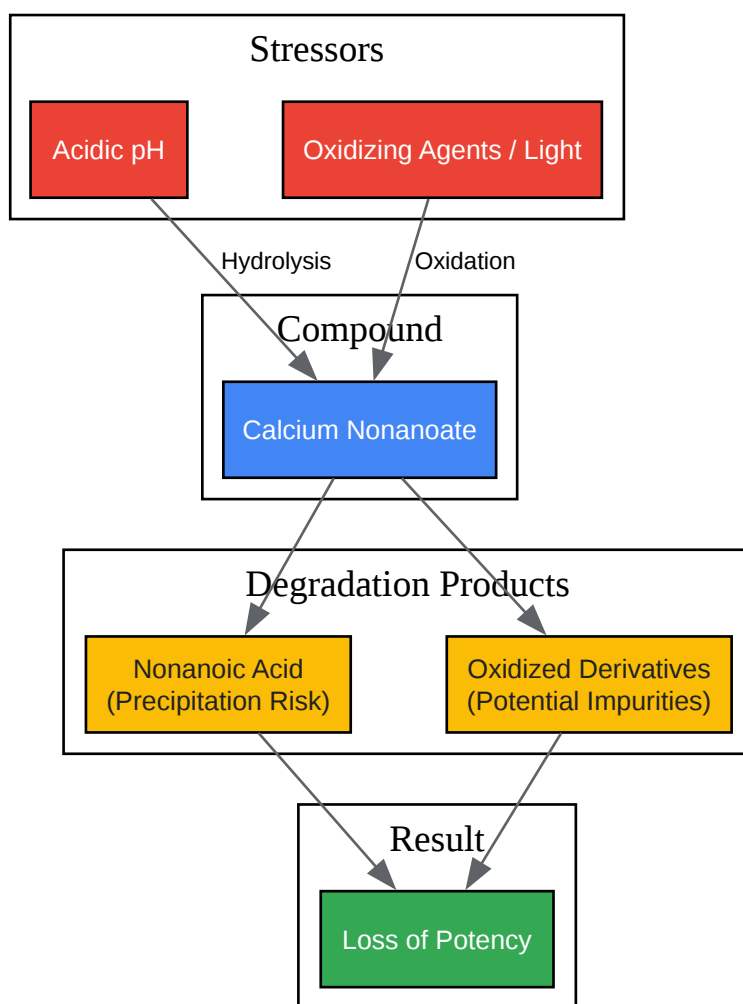 Stressors
Acidic pH
Oxidizing Agents / Light
Hydrolysis
Oxidation
Compound
Calcium Nonanoate
Degradation Products
Nonanoic Acid
(Precipitation Risk)
Oxidized Derivatives
(Potential Impurities)
Result
Loss of Potency